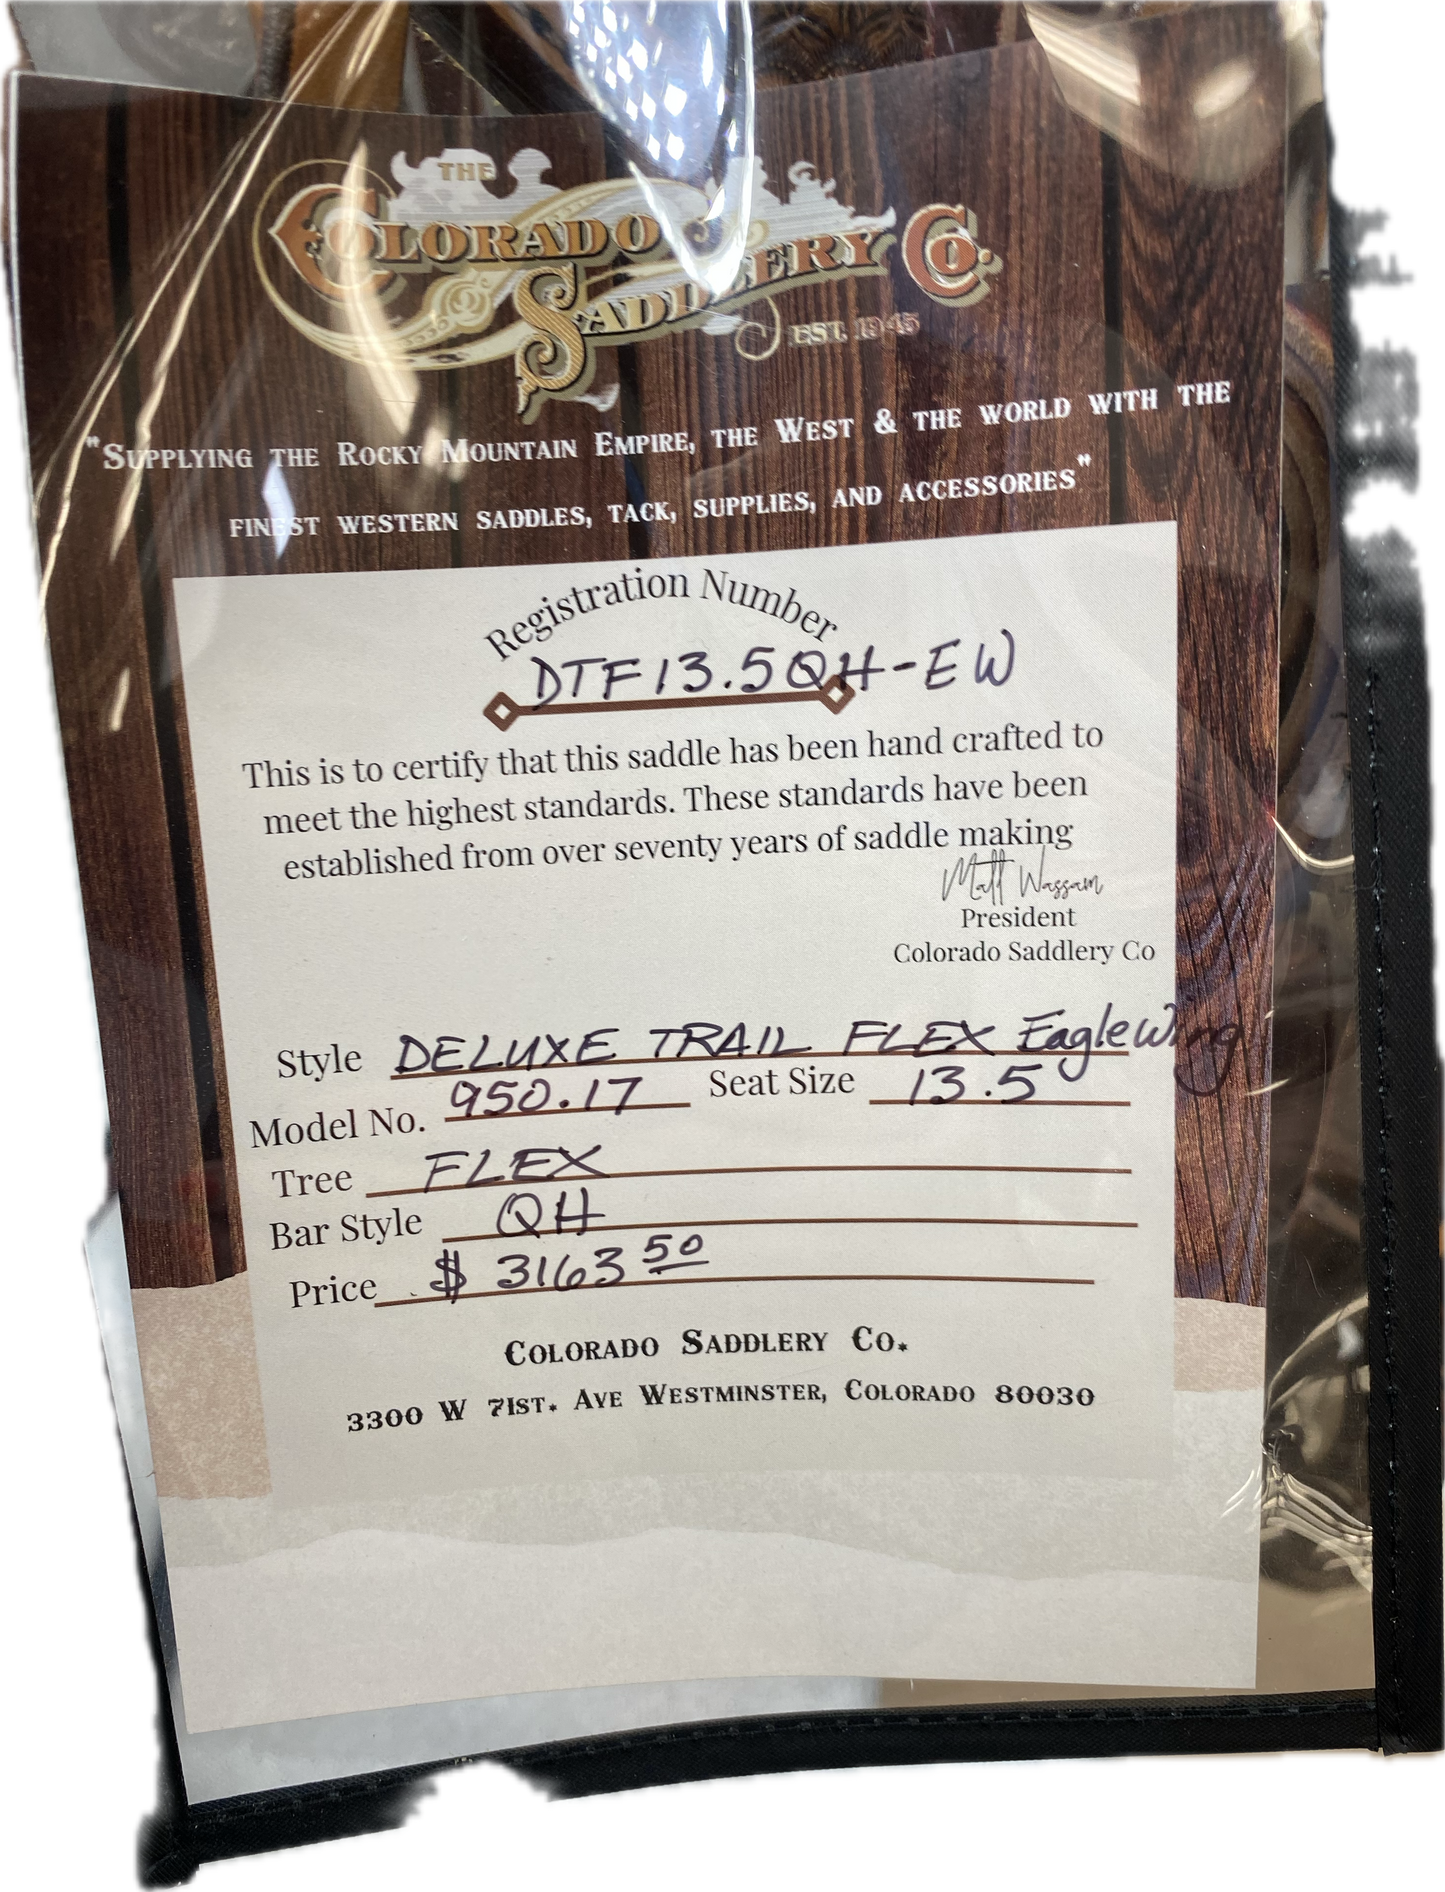 THE
COLORADO SADDLERY CO.
EST. 1945
"SUPPLYING THE ROCKY MOUNTAIN EMPIRE, THE WEST & THE WORLD WITH THE
FINEST WESTERN SADDLES, TACK, SUPPLIES, AND ACCESSORIES"
Registration Number
DTF13.5QH-EW
This is to certify that this saddle has been hand crafted to
meet the highest standards. These standards have been
established from over seventy years of saddle making
Matt Wassam
President
Colorado Saddlery Co
Style DELUXE TRAIL FLEX Eagle Wing
Model No. 950.17 Seat Size 13.5
Tree FLEX
Bar Style QH
Price $ 3163 50
COLORADO SADDLERY CO.
3300 W 71ST. AVE WESTMINSTER, COLORADO 80030